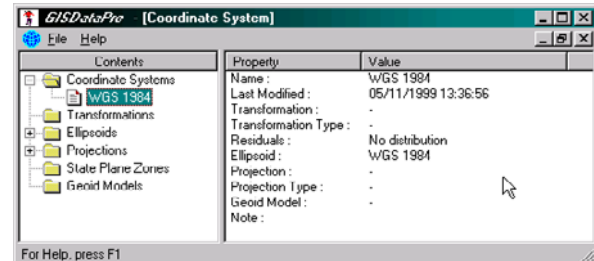 GISDataPro - [Coordinate System]
File Help
Contents
Coordinate Systems
WGS 1984
Transformations
Ellipsoids
Projections
State Plane Zones
Geoid Models
Property Value
Name : WGS 1984
Last Modified : 05/11/1999 13:36:56
Transformation : -
Transformation Type : -
Residuals : No distribution
Ellipsoid : WGS 1984
Projection : -
Projection Type : -
Geoid Model : -
Note :
For Help, press F1